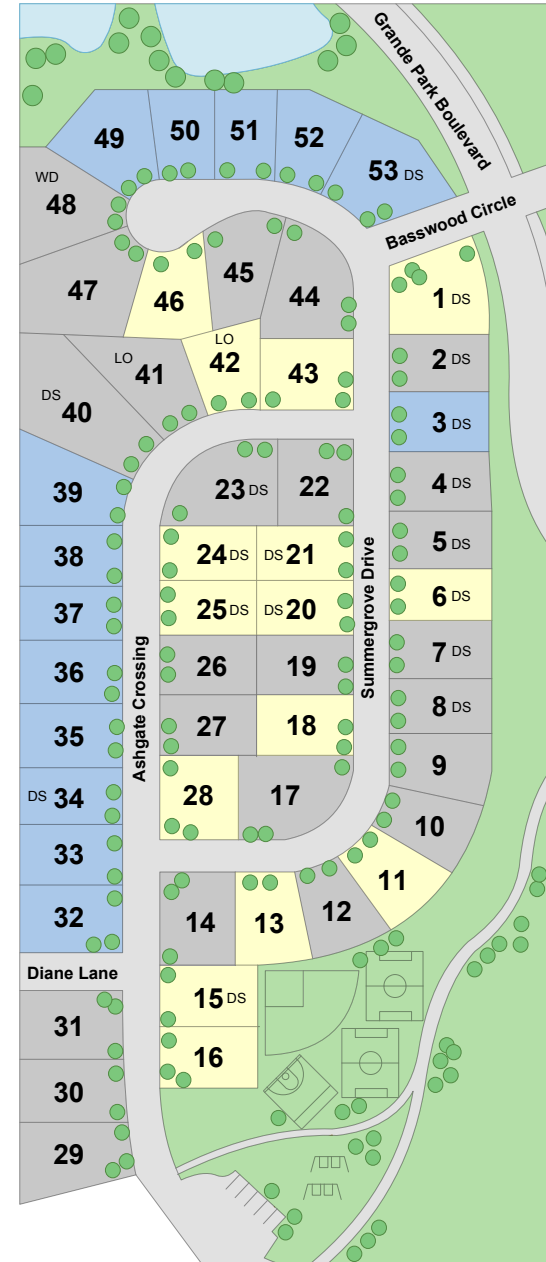 Grande Park Boulevard
49
50
51
52
53 DS
WD
48
Basswood Circle
47
46
45
44
1 DS
LO
42
43
2 DS
LO
41
DS
40
3 DS
39
23 DS
22
4 DS
38
24 DS
DS 21
5 DS
37
25 DS
DS 20
6 DS
Ashgate Crossing
Summergrove Drive
36
26
19
7 DS
35
27
18
8 DS
DS 34
28
17
9
33
10
32
14
13
12
11
Diane Lane
15 DS
31
16
30
29